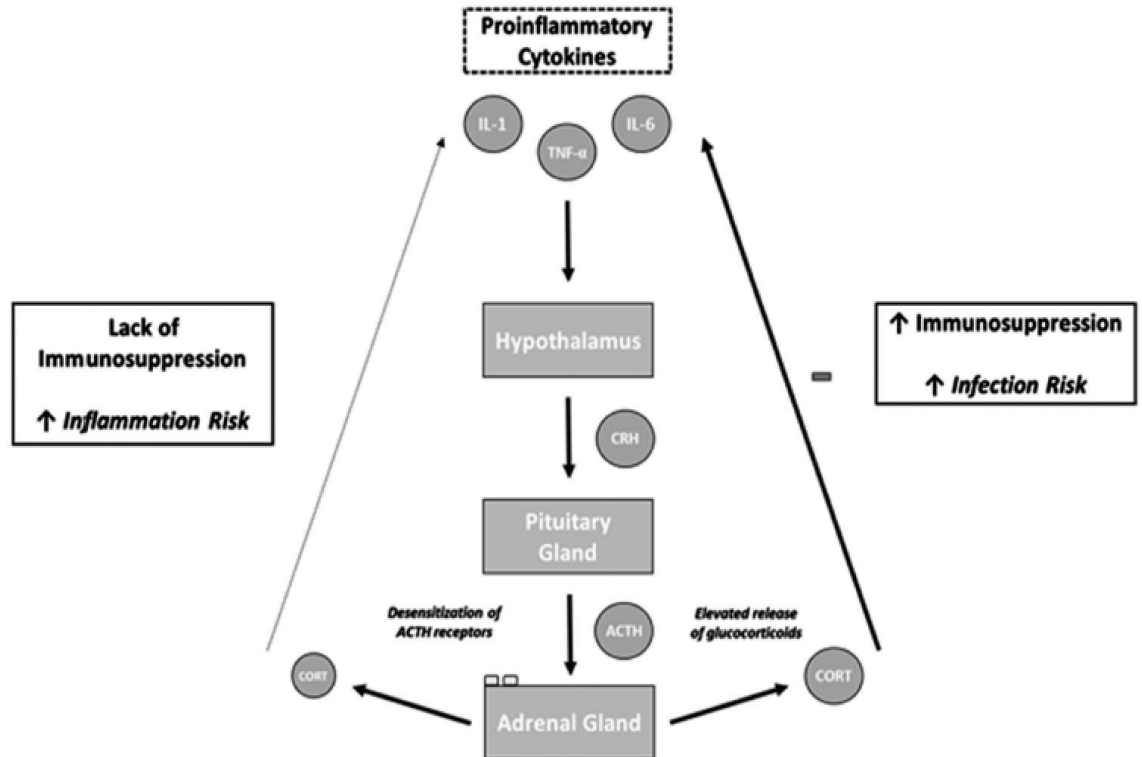 Proinflammatory
Cytokines
IL-1
TNF-α
IL-6
Lack of
Immunosuppression
↑ Inflammation Risk
Hypothalamus
↑ Immunosuppression
↑ Infection Risk
-
CRH
Pituitary
Gland
Desensitization of
ACTH receptors
ACTH
Elevated release
of glucocorticoids
CORT
Adrenal Gland
CORT